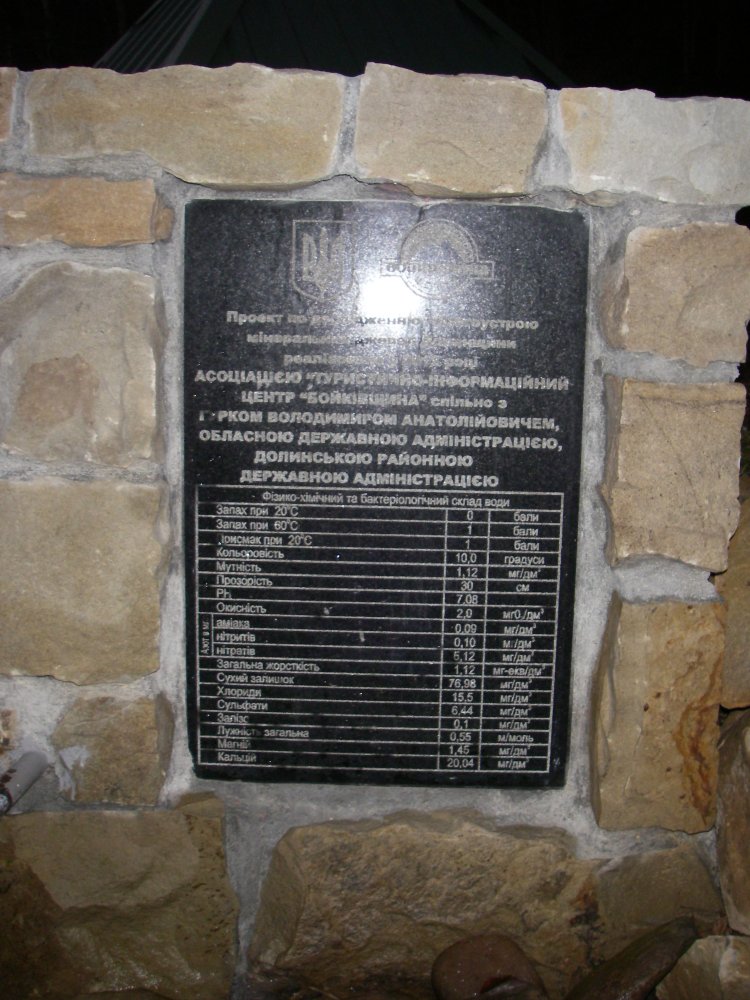 Проект по
мінераль
АСОЦІАЦІЄЮ "ТУРИСТИЧНО-ІНФОРМАЦІЙНИЙ
ЦЕНТР "БОЙКІВЩИНА" спільно з
ГУРКОМ ВОЛОДИМИРОМ АНАТОЛІЙОВИЧЕМ,
ОБЛАСНОЮ ДЕРЖАВНОЮ АДМІНІСТРАЦІЄЮ,
ДОЛИНСЬКОЮ РАЙОННОЮ
ДЕРЖАВНОЮ АДМІНІСТРАЦІЄЮ
Фізико-хімічний та бактеріологічний склад води
Запах при 20°С 0 бали
Запах при 60°С 1 бали
Присмак при 20°С 1 бали
Кольоровість 10,0 градуси
Мутність 1,12 мг/дм³
Прозорість 30 см
РН 7,08
Окисність 2,0 мгО₂/дм³
Азот в мг.
аміака 0,09 мг/дм³
нітритів 0,10 мг/дм³
нітратів 5,12 мг/дм³
Загальна жорсткість 1,12 мг-екв/дм³
Сухий залишок 76,98 мг/дм³
Хлориди 15,5 мг/дм³
Сульфати 6,44 мг/дм³
Залізо 0,1 мг/дм³
Лужність загальна 0,55 м/моль
Магній 1,45 мг/дм³
Кальцій 20,04 мг/дм³